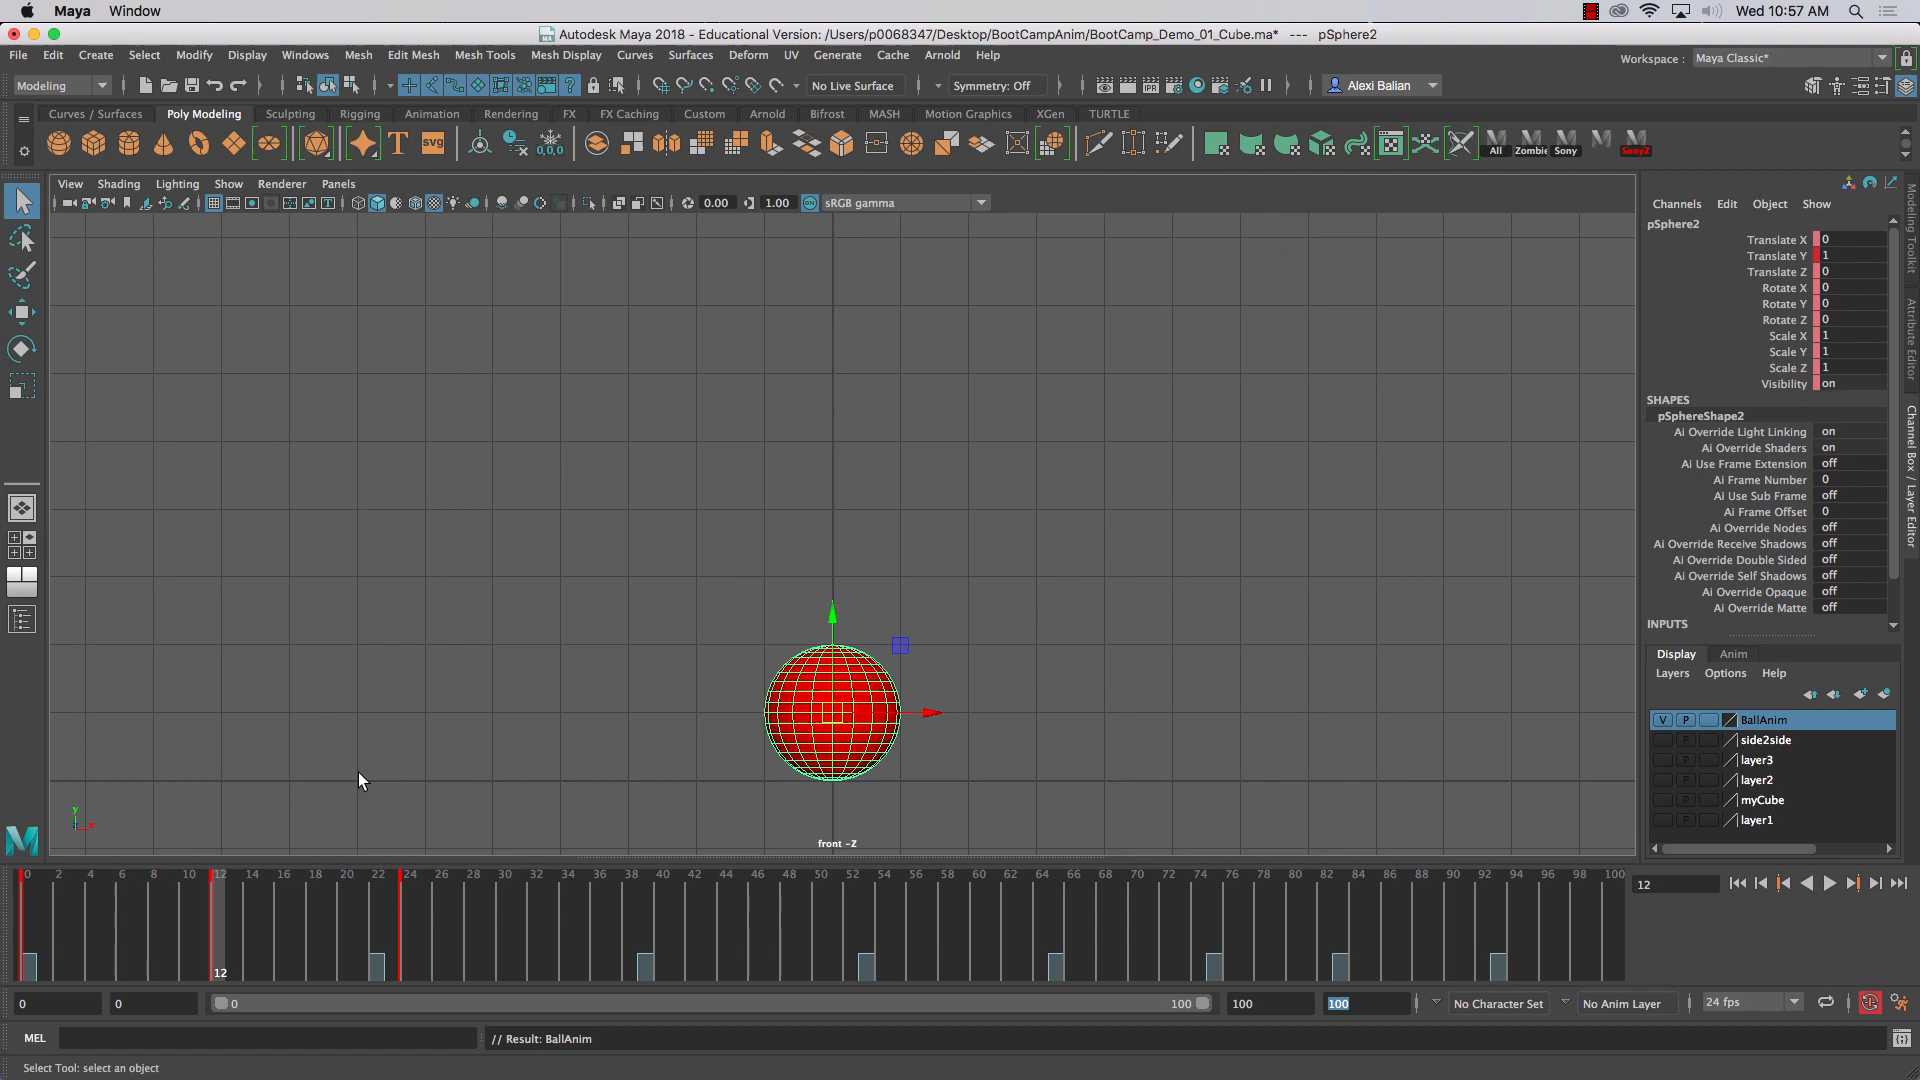 Maya Window Wed 10:57 AM
Autodesk Maya 2018 - Educational Version: /Users/p0068347/Desktop/BootCampAnim/BootCamp_Demo_01_Cube.ma* --- pSphere2
File Edit Create Select Modify Display Windows Mesh Edit Mesh Mesh Tools Mesh Display Curves Surfaces Deform UV Generate Cache Arnold Help Workspace : Maya Classic*
Modeling No Live Surface Symmetry: Off Alexi Balian
Curves / Surfaces Poly Modeling Sculpting Rigging Animation Rendering FX FX Caching Custom Arnold Bifrost MASH Motion Graphics XGen TURTLE
T SVG 0,0,0 All Zombie Sony SonyZ
View Shading Lighting Show Renderer Panels
0.00 1.00 sRGB gamma
Channels Edit Object Show
pSphere2
Translate X 0
Translate Y 1
Translate Z 0
Rotate X 0
Rotate Y 0
Rotate Z 0
Scale X 1
Scale Y 1
Scale Z 1
Visibility on
SHAPES
pSphereShape2
Ai Override Light Linking on
Ai Override Shaders on
Ai Use Frame Extension off
Ai Frame Number 0
Ai Use Sub Frame off
Ai Frame Offset 0
Ai Override Nodes off
Ai Override Receive Shadows off
Ai Override Double Sided off
Ai Override Self Shadows off
Ai Override Opaque off
Ai Override Matte off
INPUTS
Modeling Toolkit
Attribute Editor
Channel Box / Layer Editor
Display Anim
Layers Options Help
V P BallAnim
P side2side
P layer3
P layer2
P myCube
P layer1
y
x
front -Z
0 2 4 6 8 10 12 14 16 18 20 22 24 26 28 30 32 34 36 38 40 42 44 46 48 50 52 54 56 58 60 62 64 66 68 70 72 74 76 78 80 82 84 86 88 90 92 94 96 98 100
12
12
0 0 0 100 100 100 No Character Set No Anim Layer 24 fps
MEL // Result: BallAnim
Select Tool: select an object